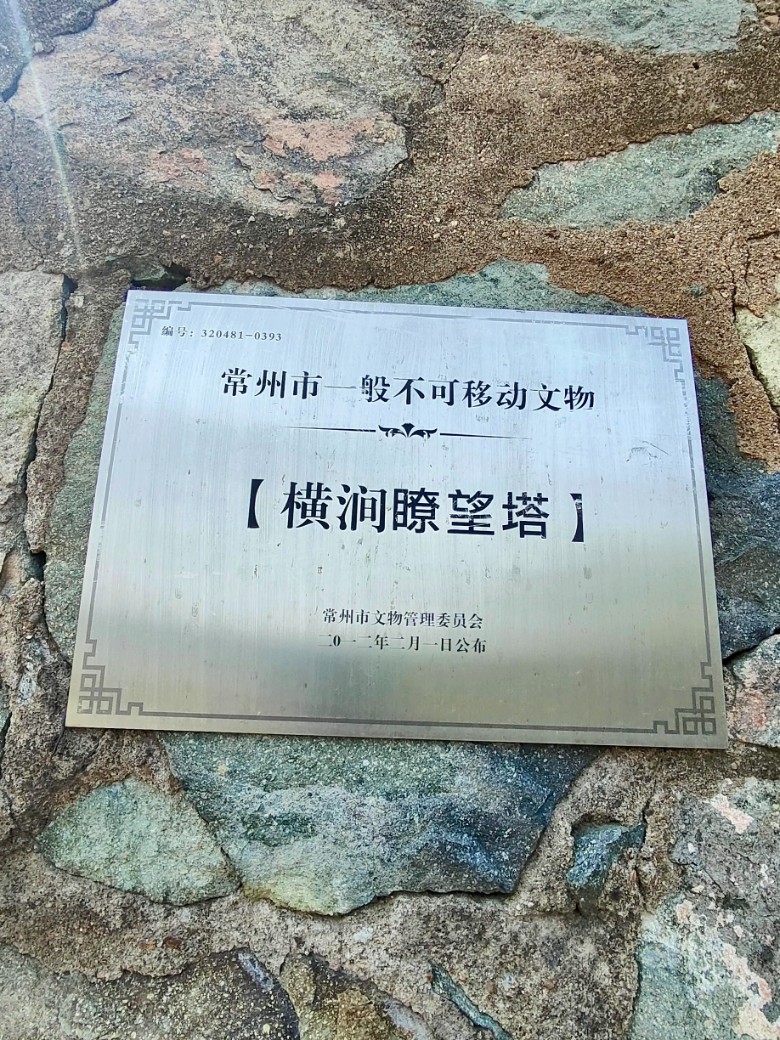 编号：320481-0393
常州市一般不可移动文物
【横涧瞭望塔】
常州市文物管理委员会
二0一二年二月一日公布